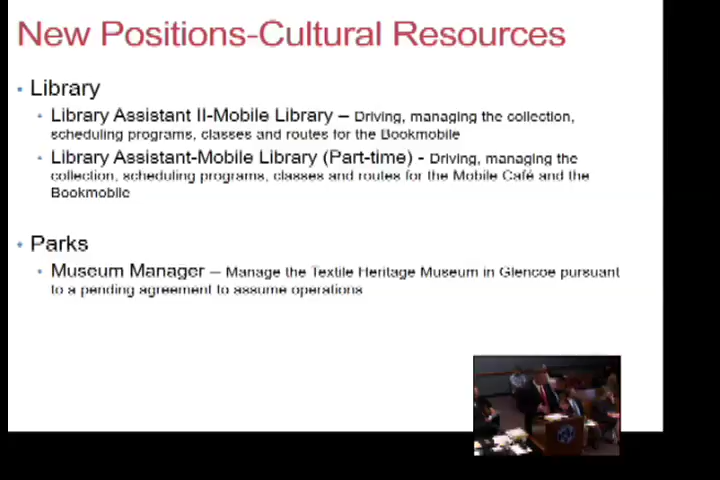 New Positions-Cultural Resources
• Library
• Library Assistant II-Mobile Library – Driving, managing the collection,
scheduling programs, classes and routes for the Bookmobile
• Library Assistant-Mobile Library (Part-time) - Driving, managing the
collection, scheduling programs, classes and routes for the Mobile Café and the
Bookmobile
• Parks
• Museum Manager – Manage the Textile Heritage Museum in Glencoe pursuant
to a pending agreement to assume operations